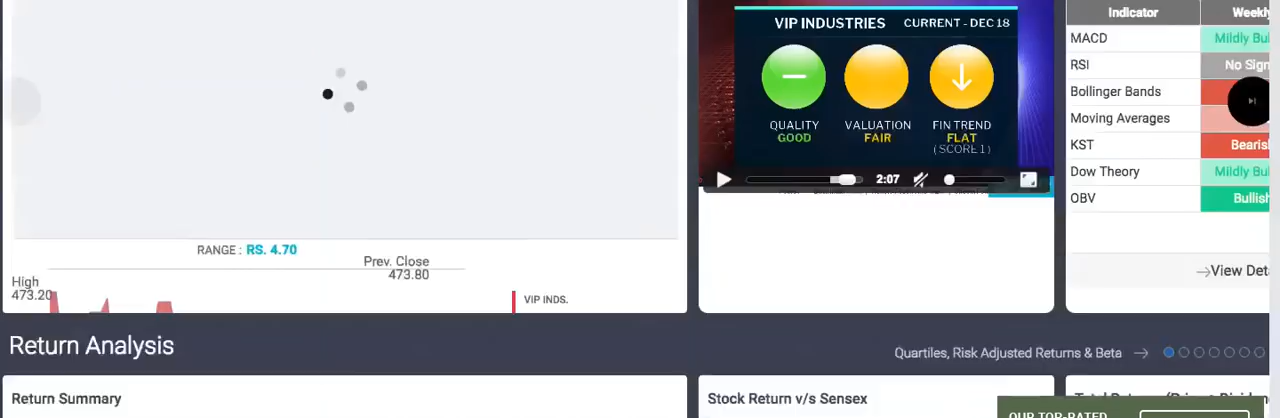 VIP INDUSTRIES CURRENT - DEC 18
QUALITY
GOOD
VALUATION
FAIR
FIN TREND
FLAT
(SCORE 1)
2:07
Indicator Weekly
MACD Mildly Bul
RSI No Sign
Bollinger Bands
Moving Averages
KST Bearis
Dow Theory Mildly Bul
OBV Bullish
→View Deta
RANGE : RS. 4.70
Prev. Close
473.80
High
473.20
VIP INDS.
Return Analysis
Quartiles, Risk Adjusted Returns & Beta →
Return Summary
Stock Return v/s Sensex
OUR TOP-RATED